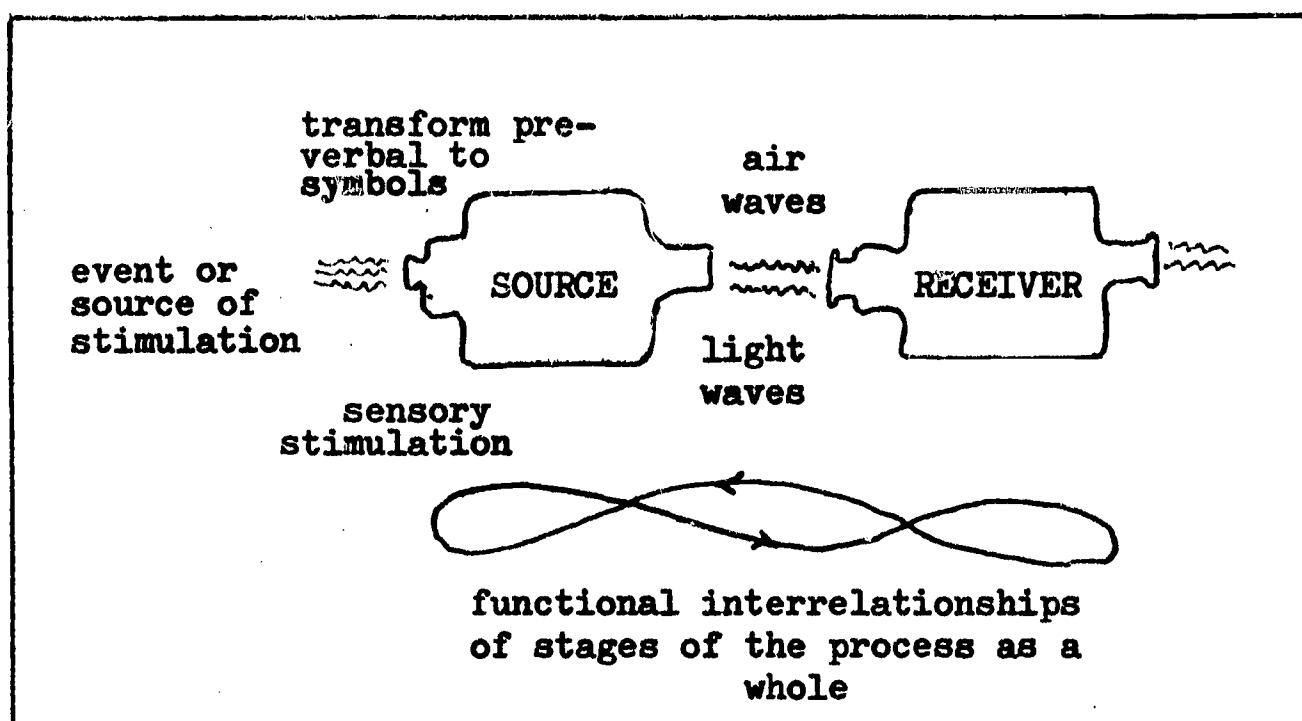 transform pre-
verbal to
symbols
air
waves
event or
source of
stimulation
SOURCE
RECEIVER
light
waves
sensory
stimulation
functional interrelationships
of stages of the process as a
whole